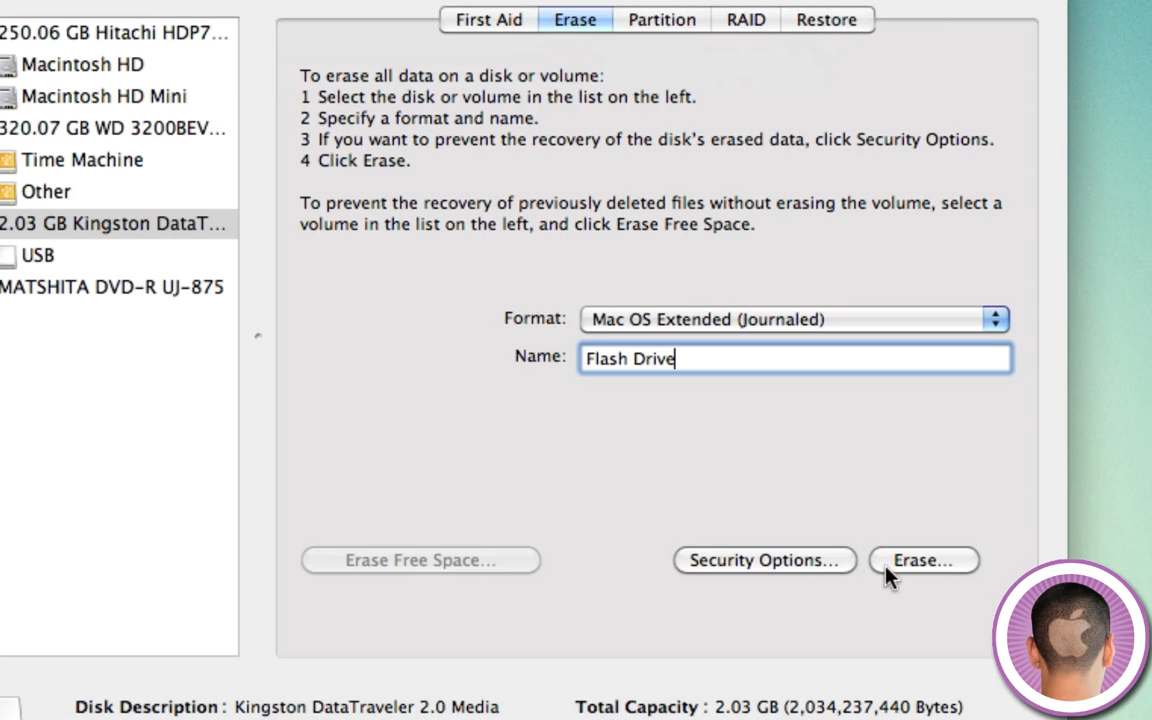 First Aid Erase Partition RAID Restore
250.06 GB Hitachi HDP7...
Macintosh HD
Macintosh HD Mini
320.07 GB WD 3200BEV...
Time Machine
Other
2.03 GB Kingston DataT...
USB
MATSHITA DVD-R UJ-875
To erase all data on a disk or volume:
1 Select the disk or volume in the list on the left.
2 Specify a format and name.
3 If you want to prevent the recovery of the disk's erased data, click Security Options.
4 Click Erase.
To prevent the recovery of previously deleted files without erasing the volume, select a
volume in the list on the left, and click Erase Free Space.
Format: Mac OS Extended (Journaled)
Name: Flash Drive
Erase Free Space... Security Options... Erase...
Disk Description : Kingston DataTraveler 2.0 Media Total Capacity : 2.03 GB (2,034,237,440 Bytes)